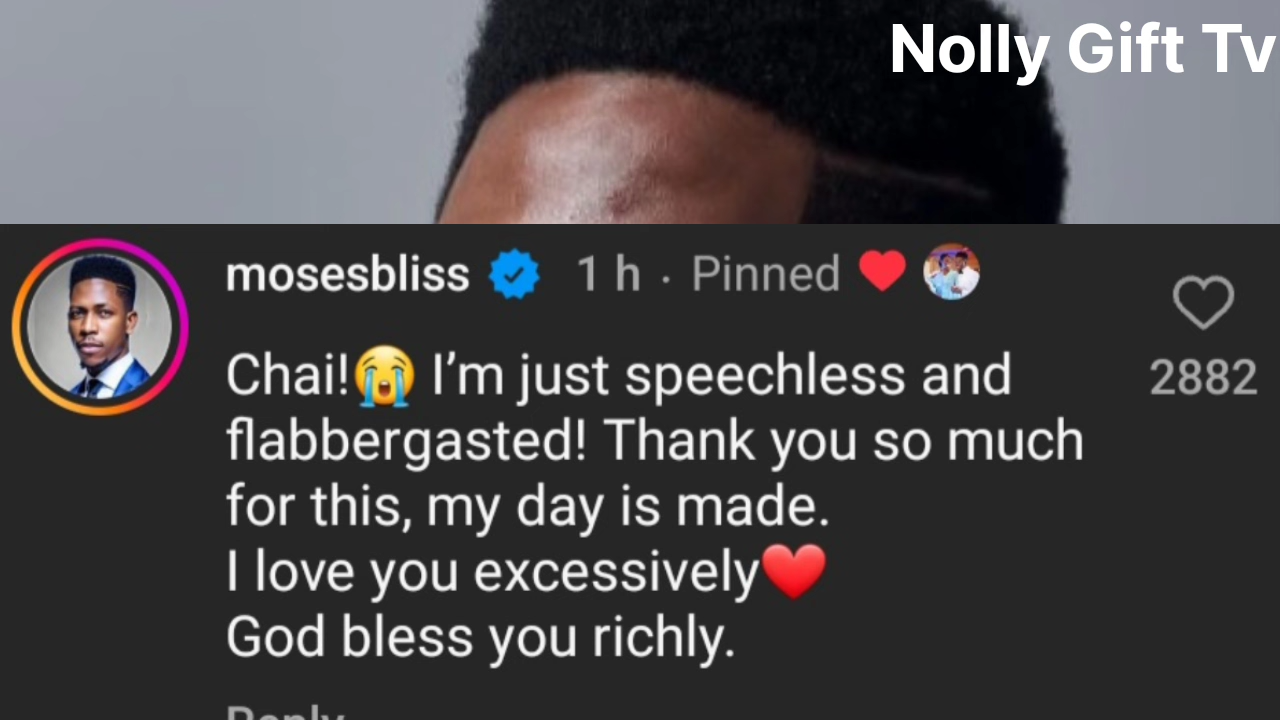 Nolly Gift Tv
mosesbliss 1 h · Pinned
Chai!😭 I’m just speechless and
2882
flabbergasted! Thank you so much
for this, my day is made.
I love you excessively❤️
God bless you richly.
Reply